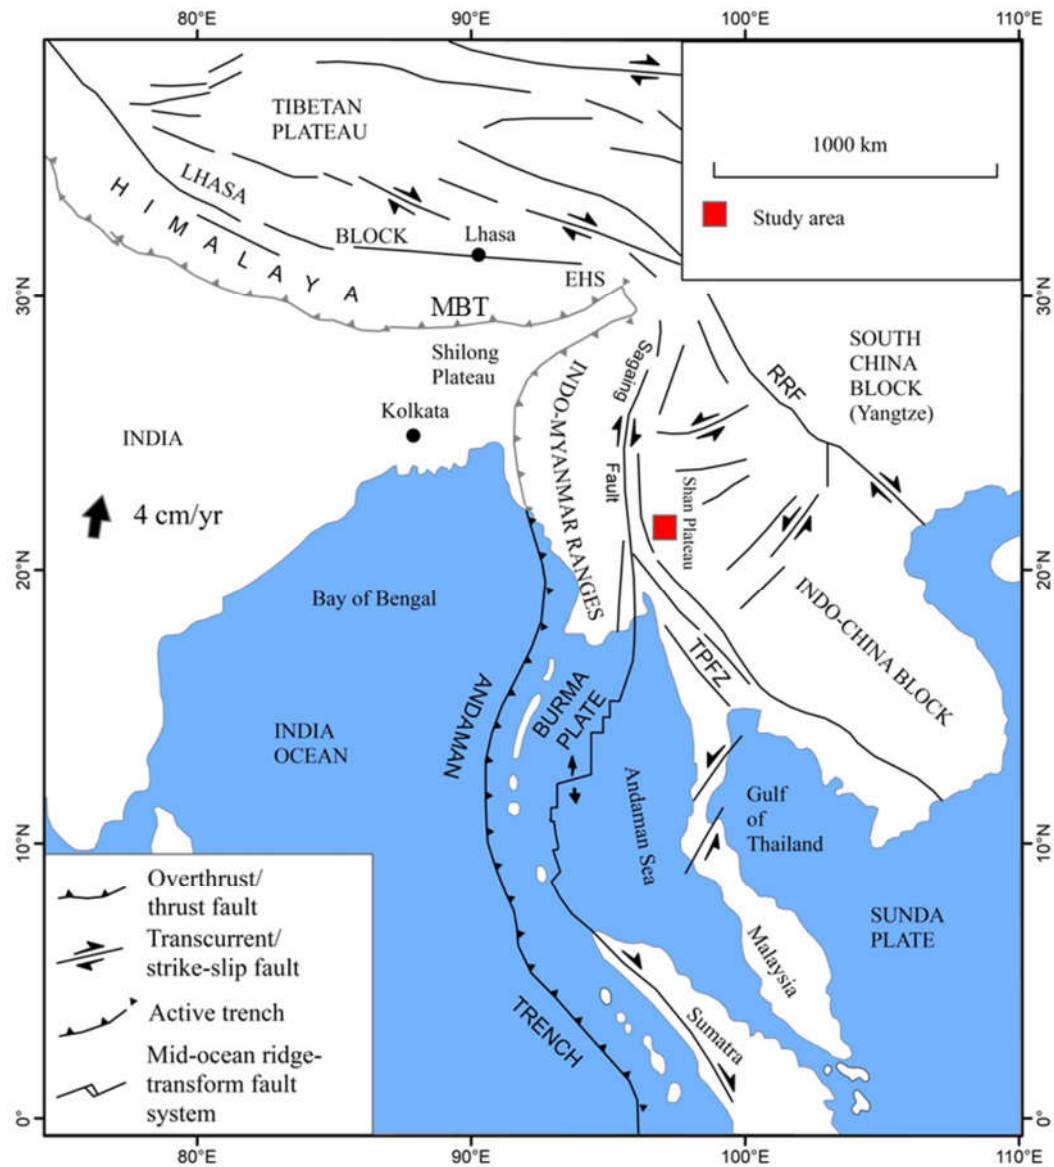 80°E
90°E
100°E
110°E
TIBETAN
PLATEAU
1000 km
Study area
LHASA
BLOCK
Lhasa
HIMALAYA
EHS
MBT
30°N
30°N
Shilong
Plateau
SOUTH
CHINA
BLOCK
(Yangtze)
RRF
Sagaing
Fault
INDO-MYANMAR RANGES
Kolkata
INDIA
4 cm/yr
Shan Plateau
20°N
20°N
Bay of Bengal
INDO-CHINA BLOCK
TPFZ
ANDAMAN
BURMA
PLATE
INDIA
OCEAN
Andaman Sea
Gulf
of
Thailand
10°N
10°N
Overthrust/
thrust fault
Transcurrent/
strike-slip fault
Active trench
Mid-ocean ridge-
transform fault
system
SUNDA
PLATE
Malaysia
TRENCH
Sumatra
0°
0°
80°E
90°E
100°E
110°E